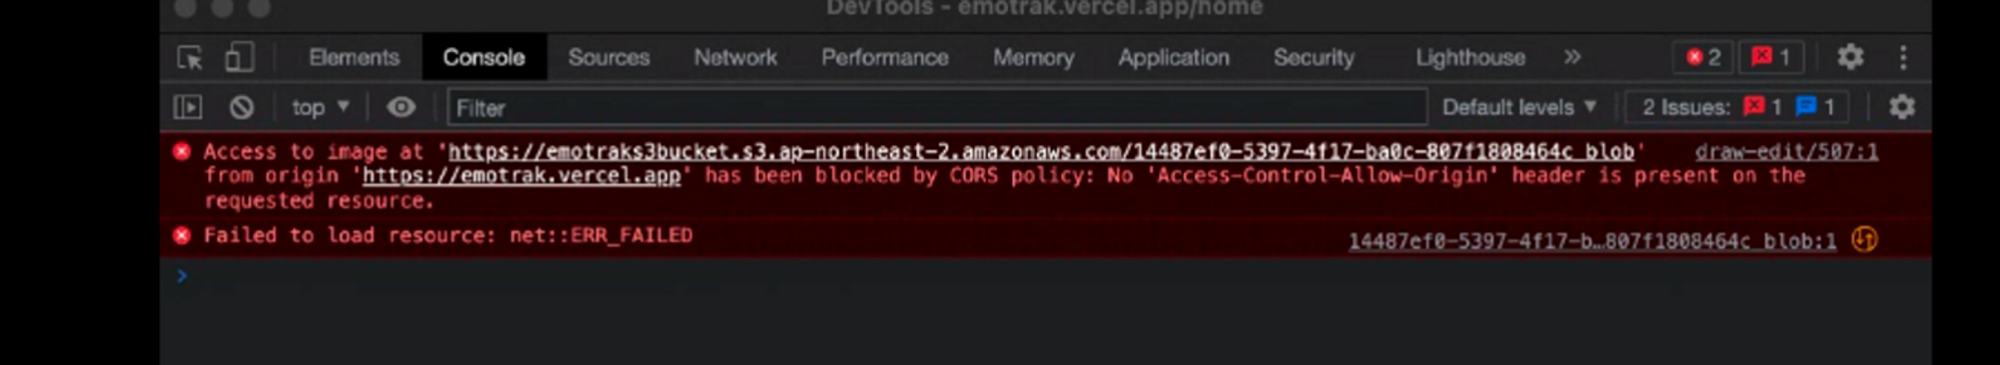 DevTools - emotrak.vercel.app/home
Elements Console Sources Network Performance Memory Application Security Lighthouse » 2 1
top ▼ Filter Default levels ▼ 2 Issues: 1 1
Access to image at 'https://emotraks3bucket.s3.ap-northeast-2.amazonaws.com/14487ef0-5397-4f17-ba0c-807f1808464c_blob' draw-edit/507:1
from origin 'https://emotrak.vercel.app' has been blocked by CORS policy: No 'Access-Control-Allow-Origin' header is present on the
requested resource.
Failed to load resource: net::ERR_FAILED 14487ef0-5397-4f17-b…807f1808464c_blob:1
>